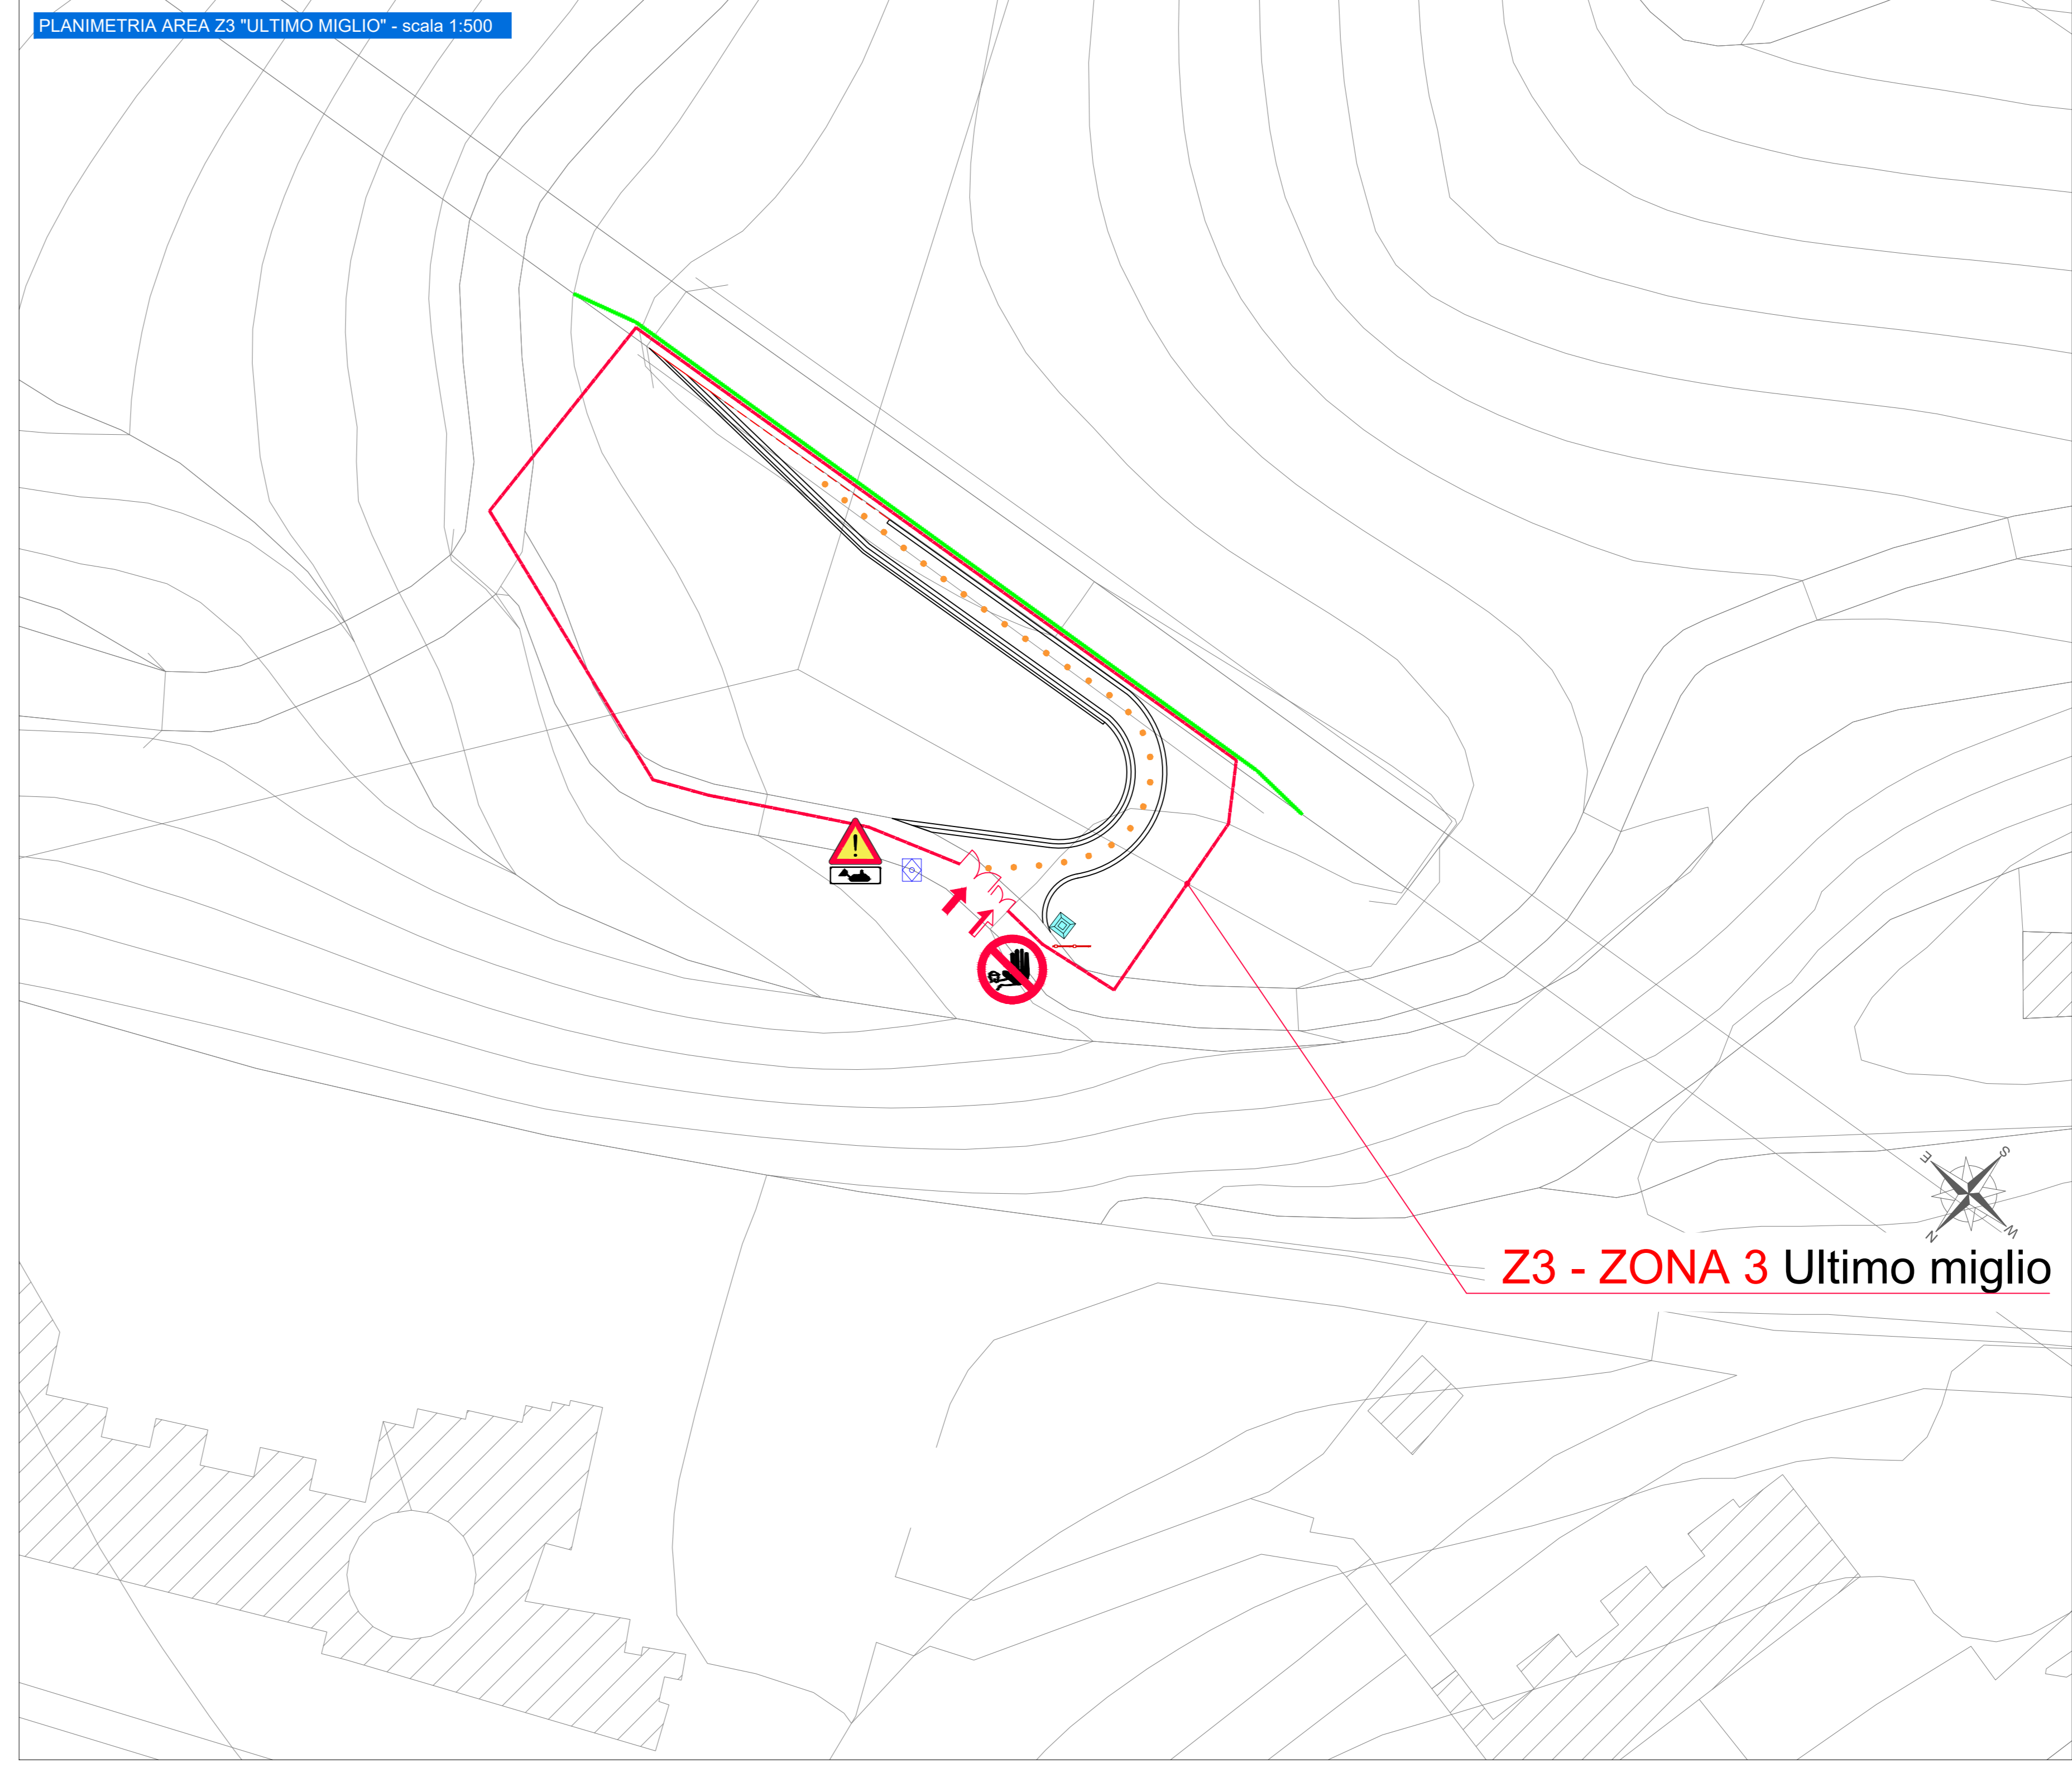 PLANIMETRIA AREA Z3 "ULTIMO MIGLIO" - scala 1:500
E
S
N
W
Z3 - ZONA 3 Ultimo miglio